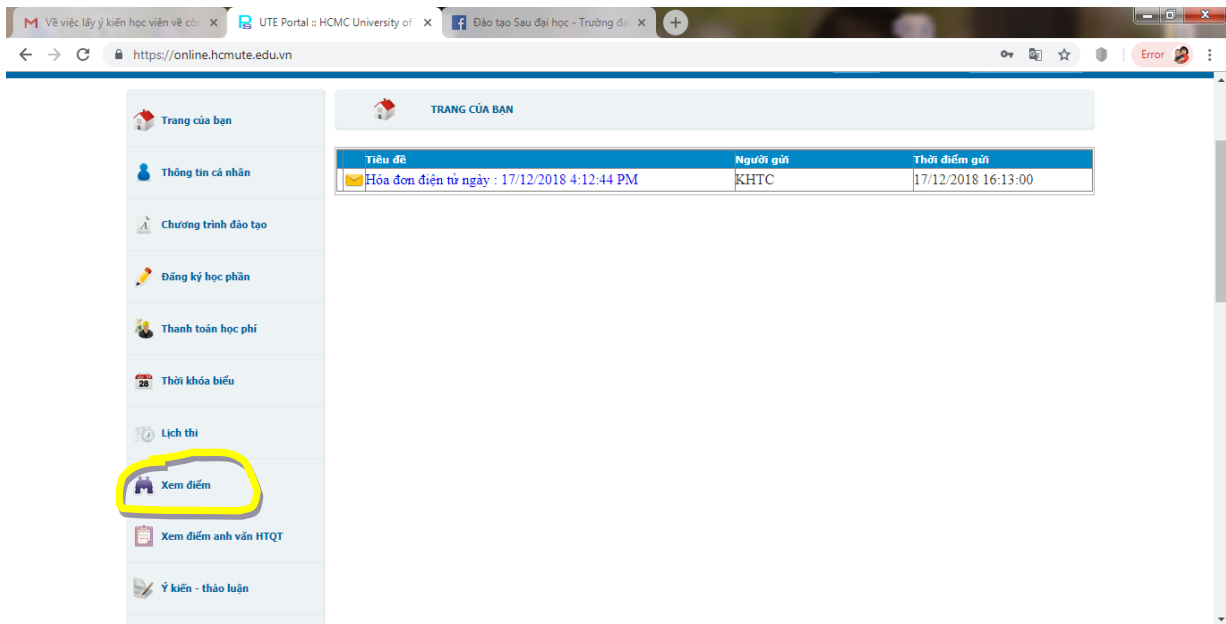 Về việc lấy ý kiến học viên về côn
UTE Portal :: HCMC University of
Đào tạo Sau đại học - Trường đạ
https://online.hcmute.edu.vn
Error
Trang của bạn
Thông tin cá nhân
Chương trình đào tạo
Đăng ký học phần
Thanh toán học phí
28 Thời khóa biểu
Lịch thi
Xem điểm
Xem điểm anh văn HTQT
Ý kiến - thảo luận
TRANG CỦA BẠN
Tiêu đề Người gửi Thời điểm gửi
Hóa đơn điện tử ngày : 17/12/2018 4:12:44 PM KHTC 17/12/2018 16:13:00